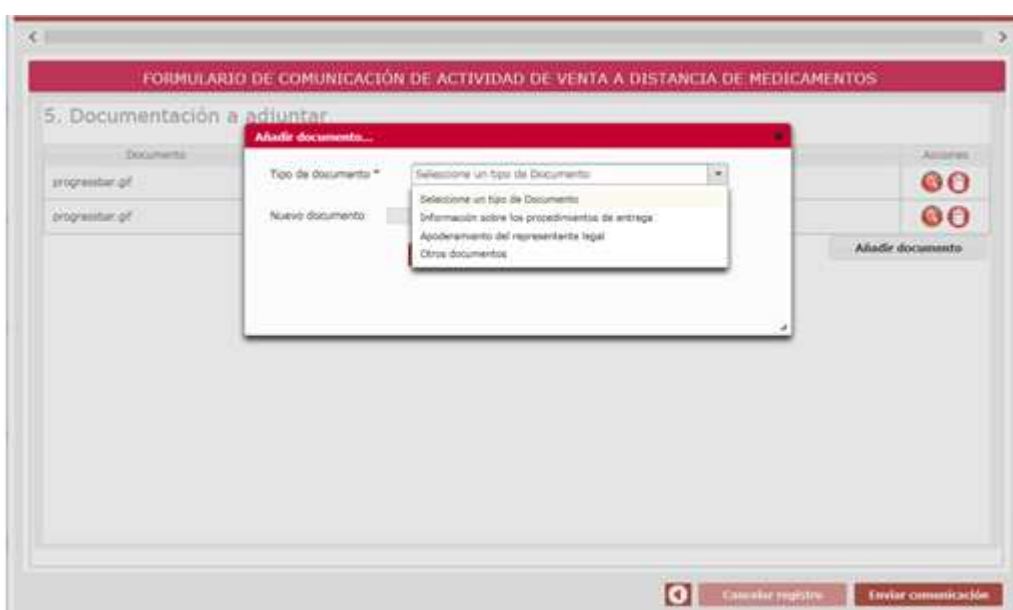 FORMULARIO DE COMUNICACIÓN DE ACTIVIDAD DE VENTA A DISTANCIA DE MEDICAMENTOS
5. Documentación a adjuntar
Documento Acciones
Añadir documento...
Tipo de documento * Seleccione un tipo de Documento
progressbar.gif
Seleccione un tipo de Documento
Nuevo documento Información sobre los procedimientos de entrega
progressbar.gif
Apoderamiento del representante legal
Otros documentos
Añadir documento
Cancelar registro Enviar comunicación